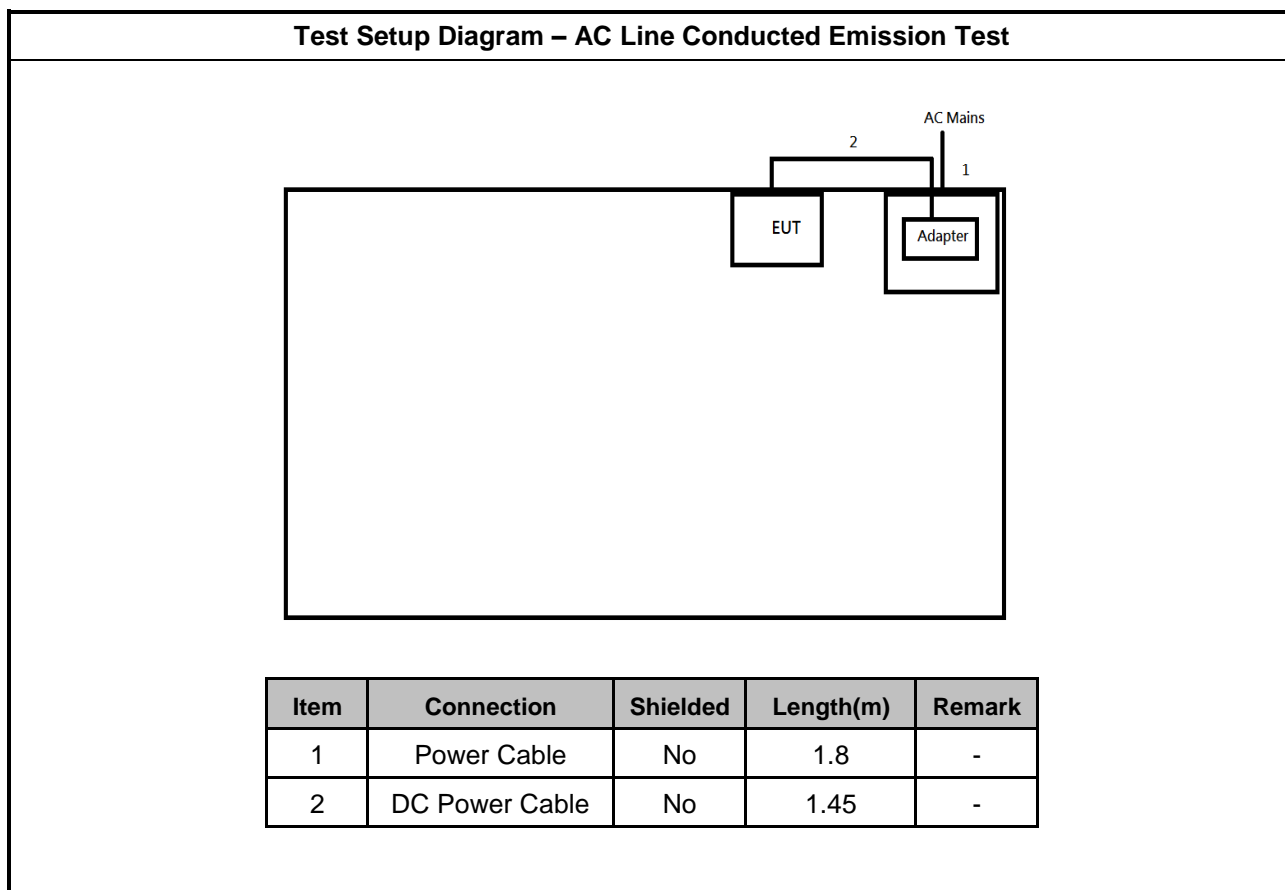 Test Setup Diagram – AC Line Conducted Emission Test
AC Mains
2
1
EUT
Adapter
Item Connection Shielded Length(m) Remark
1 Power Cable No 1.8 -
2 DC Power Cable No 1.45 -